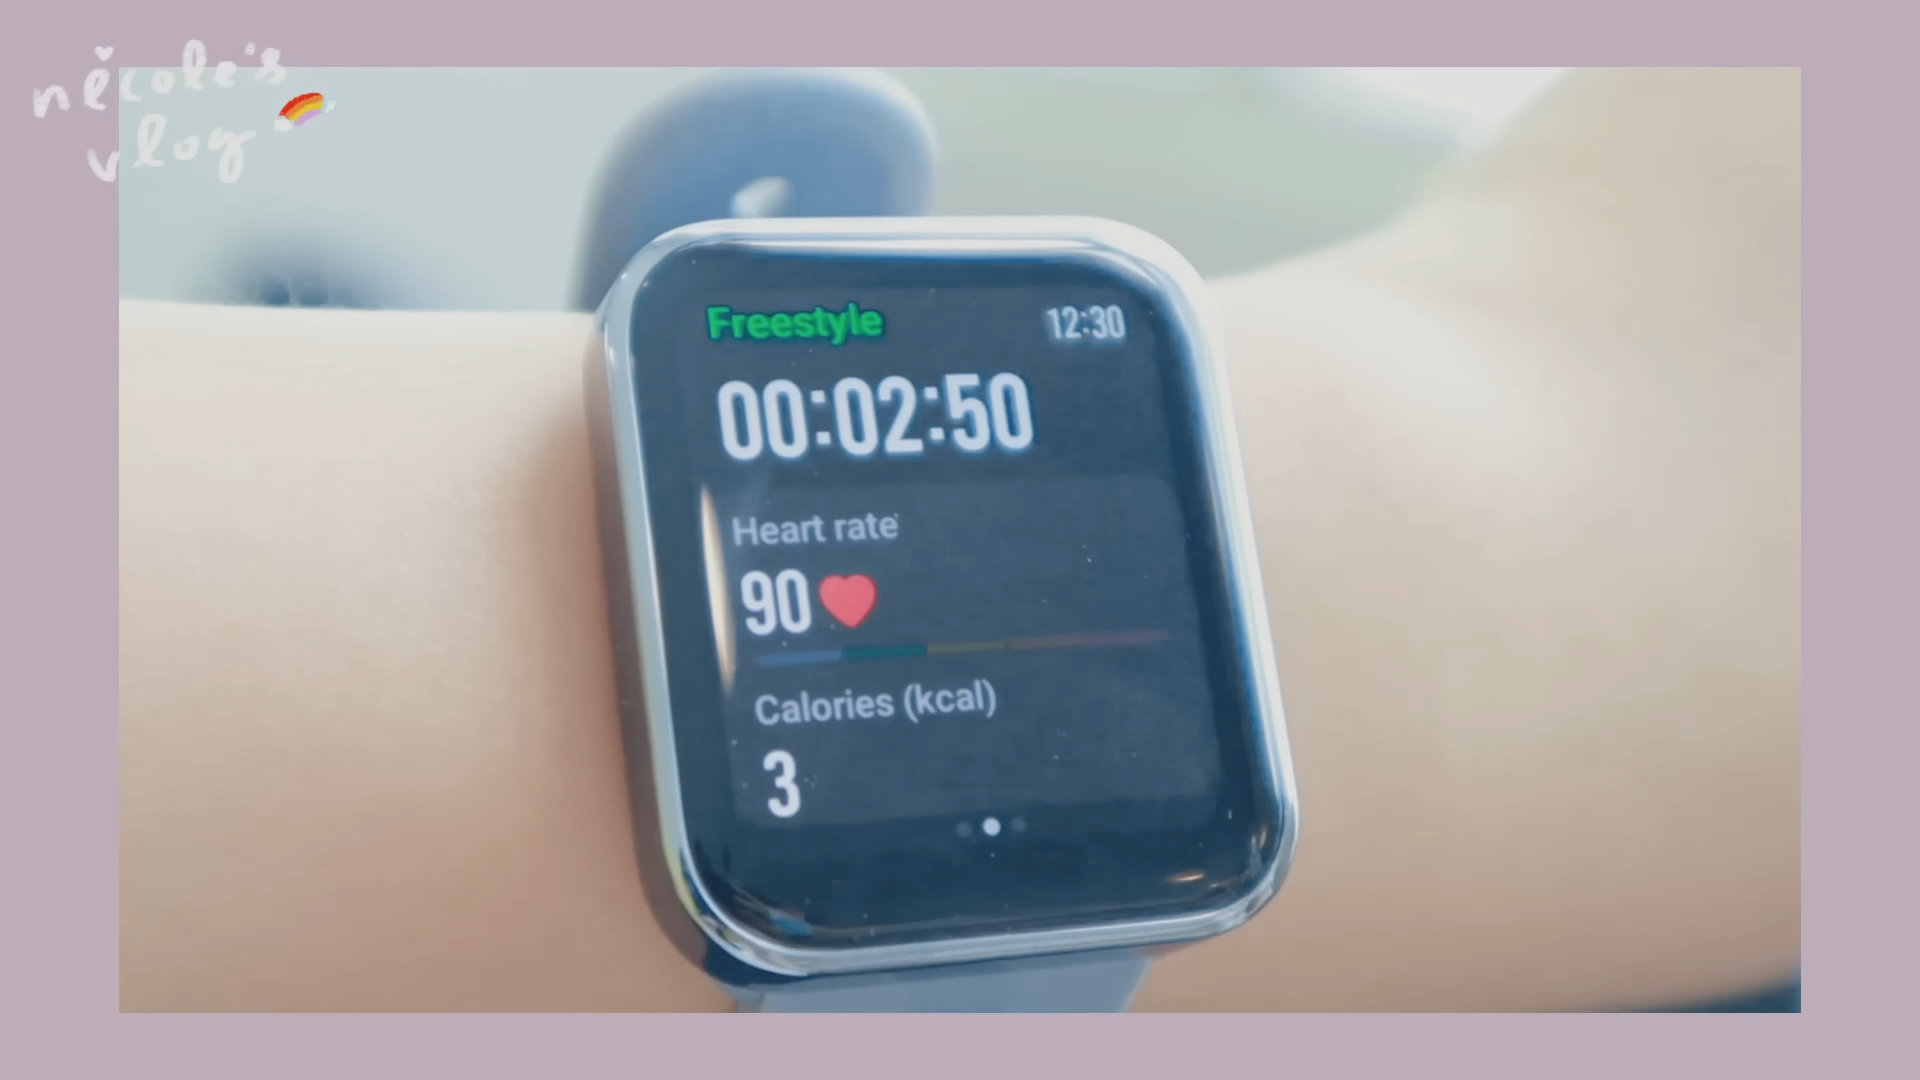 nicole's
vlog
Freestyle 12:30
00:02:50
Heart rate
90
Calories (kcal)
3